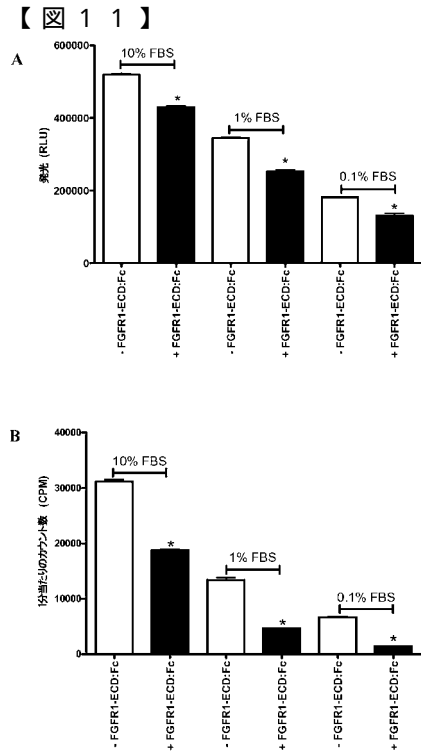 【図１１】
A
600000
400000
200000
0
発光 (RLU)
10% FBS
*
1% FBS
*
0.1% FBS
*
- FGFR1-ECD:Fc
+ FGFR1-ECD:Fc
- FGFR1-ECD:Fc
+ FGFR1-ECD:Fc
- FGFR1-ECD:Fc
+ FGFR1-ECD:Fc
B
40000
30000
20000
10000
0
1分当たりのカウント数 (CPM)
10% FBS
*
1% FBS
*
0.1% FBS
*
- FGFR1-ECD:Fc
+ FGFR1-ECD:Fc
- FGFR1-ECD:Fc
+ FGFR1-ECD:Fc
- FGFR1-ECD:Fc
+ FGFR1-ECD:Fc